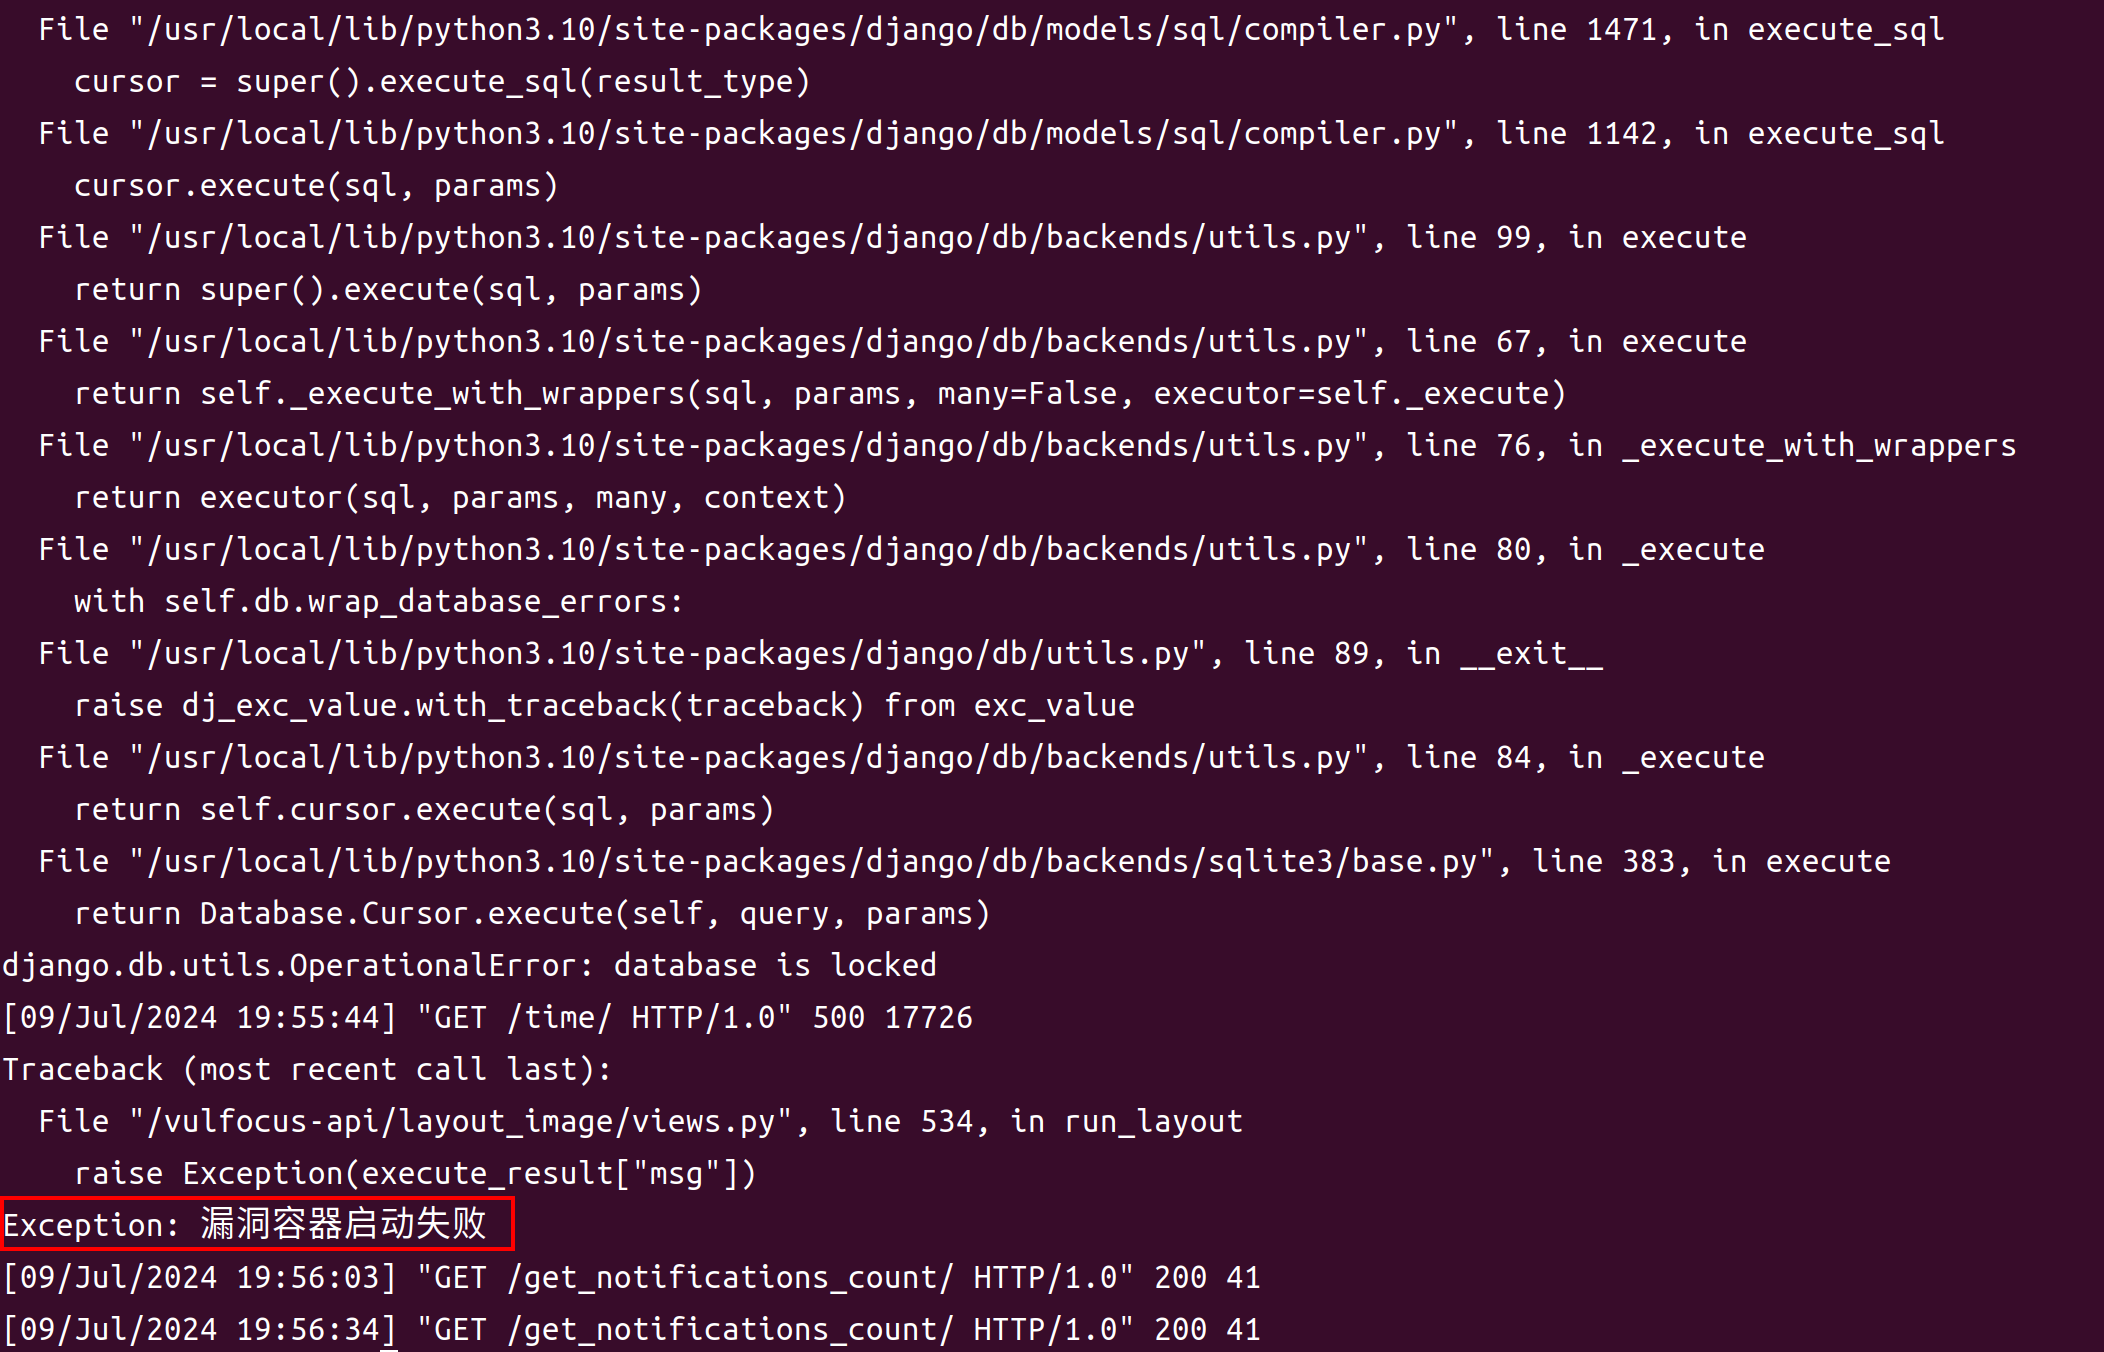 File "/usr/local/lib/python3.10/site-packages/django/db/models/sql/compiler.py", line 1471, in execute_sql
cursor = super().execute_sql(result_type)
File "/usr/local/lib/python3.10/site-packages/django/db/models/sql/compiler.py", line 1142, in execute_sql
cursor.execute(sql, params)
File "/usr/local/lib/python3.10/site-packages/django/db/backends/utils.py", line 99, in execute
return super().execute(sql, params)
File "/usr/local/lib/python3.10/site-packages/django/db/backends/utils.py", line 67, in execute
return self._execute_with_wrappers(sql, params, many=False, executor=self._execute)
File "/usr/local/lib/python3.10/site-packages/django/db/backends/utils.py", line 76, in _execute_with_wrappers
return executor(sql, params, many, context)
File "/usr/local/lib/python3.10/site-packages/django/db/backends/utils.py", line 80, in _execute
with self.db.wrap_database_errors:
File "/usr/local/lib/python3.10/site-packages/django/db/utils.py", line 89, in __exit__
raise dj_exc_value.with_traceback(traceback) from exc_value
File "/usr/local/lib/python3.10/site-packages/django/db/backends/utils.py", line 84, in _execute
return self.cursor.execute(sql, params)
File "/usr/local/lib/python3.10/site-packages/django/db/backends/sqlite3/base.py", line 383, in execute
return Database.Cursor.execute(self, query, params)
django.db.utils.OperationalError: database is locked
[09/Jul/2024 19:55:44] "GET /time/ HTTP/1.0" 500 17726
Traceback (most recent call last):
File "/vulfocus-api/layout_image/views.py", line 534, in run_layout
raise Exception(execute_result["msg"])
Exception: 漏洞容器启动失败
[09/Jul/2024 19:56:03] "GET /get_notifications_count/ HTTP/1.0" 200 41
[09/Jul/2024 19:56:34] "GET /get_notifications_count/ HTTP/1.0" 200 41